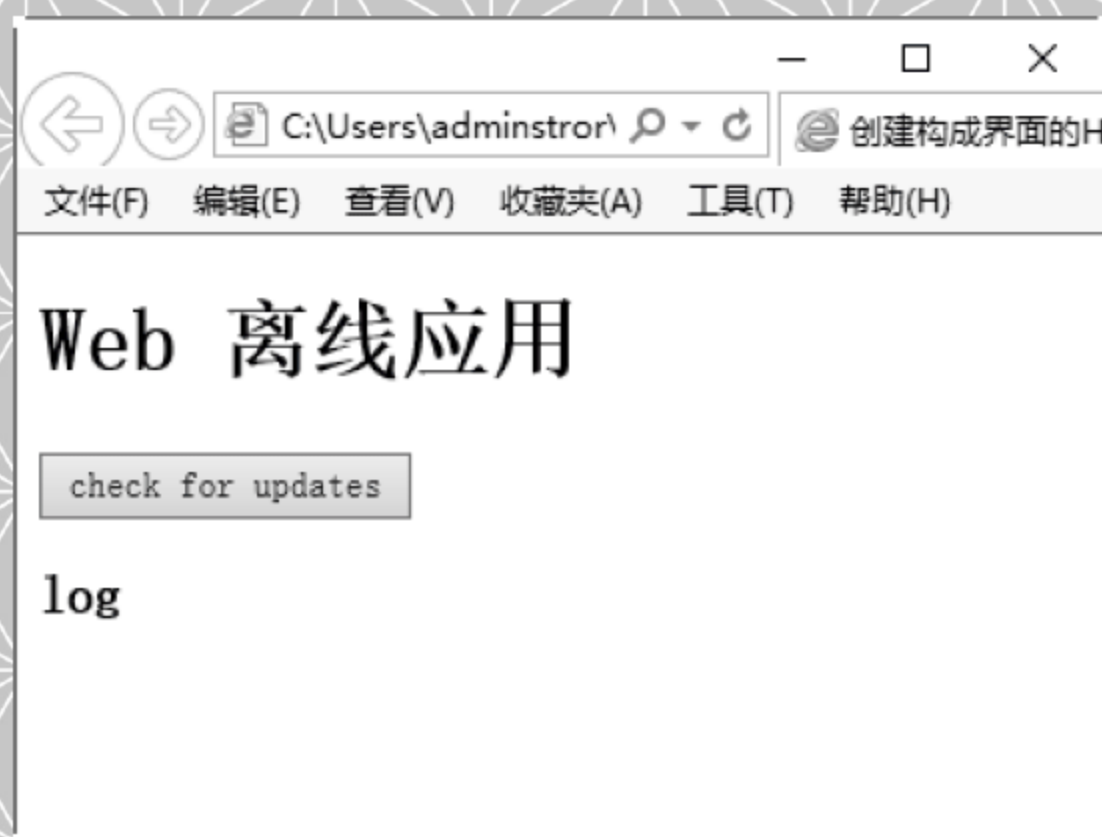 C:\Users\adminstror\ 创建构成界面的H
文件(F) 编辑(E) 查看(V) 收藏夹(A) 工具(T) 帮助(H)
Web 离线应用
check for updates
log